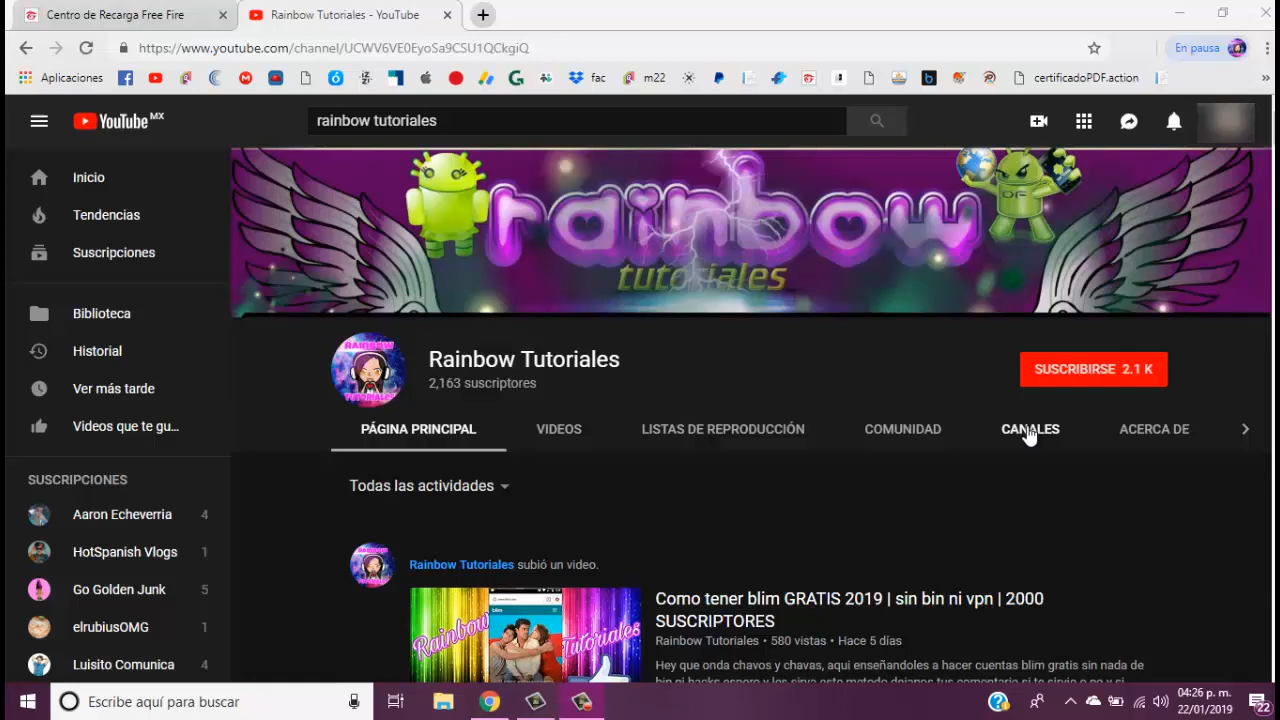 Centro de Recarga Free Fire
Rainbow Tutoriales - YouTube
https://www.youtube.com/channel/UCWV6VE0EyoSa9CSU1QCkgiQ
En pausa
Aplicaciones
fac
m22
certificadoPDF.action
YouTube MX
rainbow tutoriales
Inicio
Tendencias
Suscripciones
Biblioteca
Historial
Ver más tarde
Videos que te gu...
SUSCRIPCIONES
Aaron Echeverria 4
HotSpanish Vlogs 1
Go Golden Junk 5
elrubiusOMG 1
Luisito Comunica 4
rainbow
tutoriales
RAINBOW
TUTORIALES
Rainbow Tutoriales
2,163 suscriptores
SUSCRIBIRSE 2.1 K
PÁGINA PRINCIPAL
VIDEOS
LISTAS DE REPRODUCCIÓN
COMUNIDAD
CANALES
ACERCA DE
Todas las actividades
Rainbow Tutoriales subió un video.
Rainbow
blim
Tutoriales
Como tener blim GRATIS 2019 | sin bin ni vpn | 2000
SUSCRIPTORES
Rainbow Tutoriales • 580 vistas • Hace 5 días
Hey que onda chavos y chavas, aqui enseñandoles a hacer cuentas blim gratis sin nada de
Escribe aquí para buscar
04:26 p. m.
22/01/2019
22